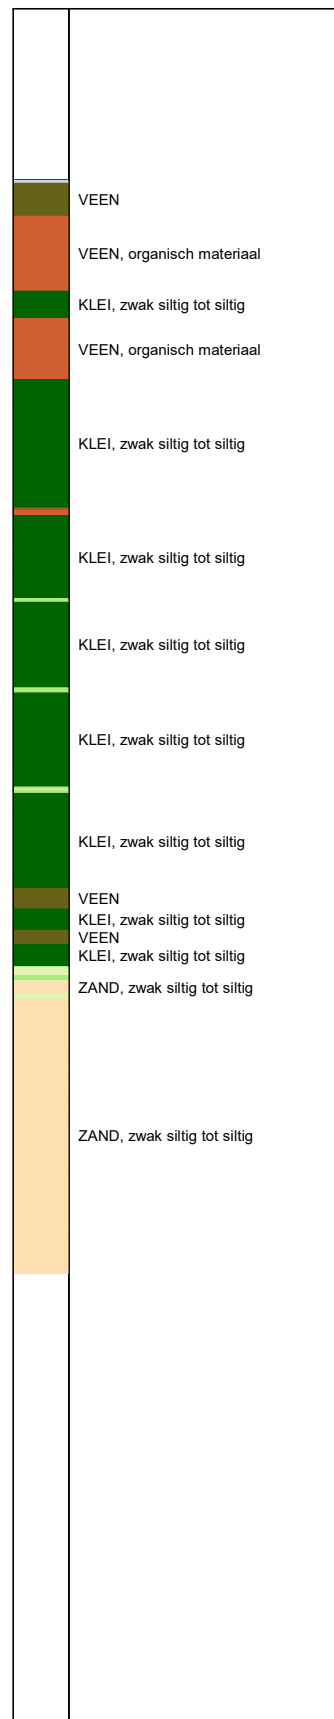 VEEN
VEEN, organisch materiaal
KLEI, zwak siltig tot siltig
VEEN, organisch materiaal
KLEI, zwak siltig tot siltig
KLEI, zwak siltig tot siltig
KLEI, zwak siltig tot siltig
KLEI, zwak siltig tot siltig
KLEI, zwak siltig tot siltig
VEEN
KLEI, zwak siltig tot siltig
VEEN
KLEI, zwak siltig tot siltig
ZAND, zwak siltig tot siltig
ZAND, zwak siltig tot siltig